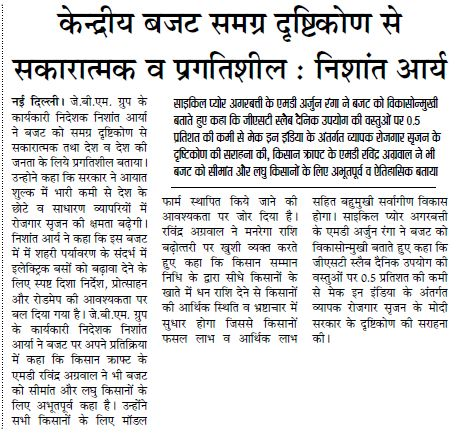 केन्द्रीय बजट समग्र दृष्टिकोण से
सकारात्मक व प्रगतिशील : निशांत आर्य
साइकिल प्योर अगरबत्ती के एमडी अर्जुन रंगा ने बजट को विकासोन्मुखी
बताते हुए कहा कि जीएसटी स्लैब दैनिक उपयोग की वस्तुओं पर 0.5
प्रतिशत की कमी से मेक इन इंडिया के अंतर्गत व्यापक रोजगार सृजन के
दृष्टिकोण की सराहना की, किसान क्राफ्ट के एमडी रविंद्र अग्रवाल ने भी
बजट को सीमांत और लघु किसानों के लिए अभूतपूर्व व ऐतिहासिक बताया
नई दिल्ली। जे.बी.एम. ग्रुप के
कार्यकारी निदेशक निशांत आर्या
ने बजट को समग्र दृष्टिकोण से
सकारात्मक तथा देश व देश की
जनता के लिये प्रगतिशील बताया।
उन्होने कहा कि सरकार ने आयात
शुल्क में भारी कमी से देश के
छोटे व साधारण व्यापारियों में
रोजगार सृजन की क्षमता बढ़ेगी।
निशांत आर्य ने कहा कि इस बजट
में में शहरी पर्यावरण के संदर्भ में
इलेक्ट्रिक बसों को बढ़ावा देने के
लिए स्पष्ट दिशा निर्देश, प्रोत्साहन
और रोडमेप की आवश्यकता पर
बल दिया गया है। जे.बी.एम. ग्रुप
के कार्यकारी निदेशक निशांत
आर्या ने बजट पर अपने प्रतिक्रिया
में कहा कि किसान क्राफ्ट के
एमडी रविंद्र अग्रवाल ने भी बजट
को सीमांत और लघु किसानों के
लिए अभूतपूर्व कहा है। उन्होंने
सभी किसानों के लिए मॉडल
फार्म स्थापित किये जाने की
आवश्यकता पर जोर दिया है।
रविंद्र अग्रवाल ने मनरेगा राशि
बढ़ोत्तरी पर खुशी व्यक्त करते
हुए कहा कि किसान सम्मान
निधि के द्वारा सीधे किसानों के
खाते में धन राशि देने से किसानों
की आर्थिक स्थिति व भ्रष्टाचार में
सुधार होगा जिससे किसानों
फसल लाभ व आर्थिक लाभ
सहित बहुमुखी सर्वागीण विकास
होगा। साइकिल प्योर अगरबत्ती
के एमडी अर्जुन रंगा ने बजट को
विकासोन्मुखी बताते हुए कहा कि
जीएसटी स्लैब दैनिक उपयोग की
वस्तुओं पर 0.5 प्रतिशत की कमी
से मेक इन इंडिया के अंतर्गत
व्यापक रोजगार सृजन के मोदी
सरकार के दृष्टिकोण की सराहना
की।